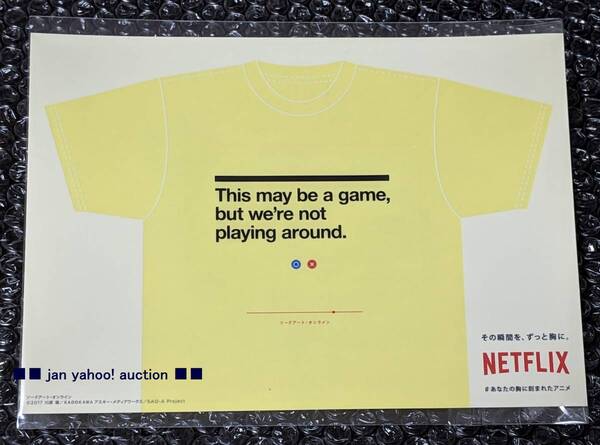 This may be a game,
but we're not
playing around.
ソードアート・オンライン
その瞬間を、ずっと胸に。
NETFLIX
#あなたの胸に刻まれたアニメ
■■ jan yahoo! auction ■■
ソードアート・オンライン
©2017 川原 礫／KADOKAWA アスキー・メディアワークス／SAO-A Project